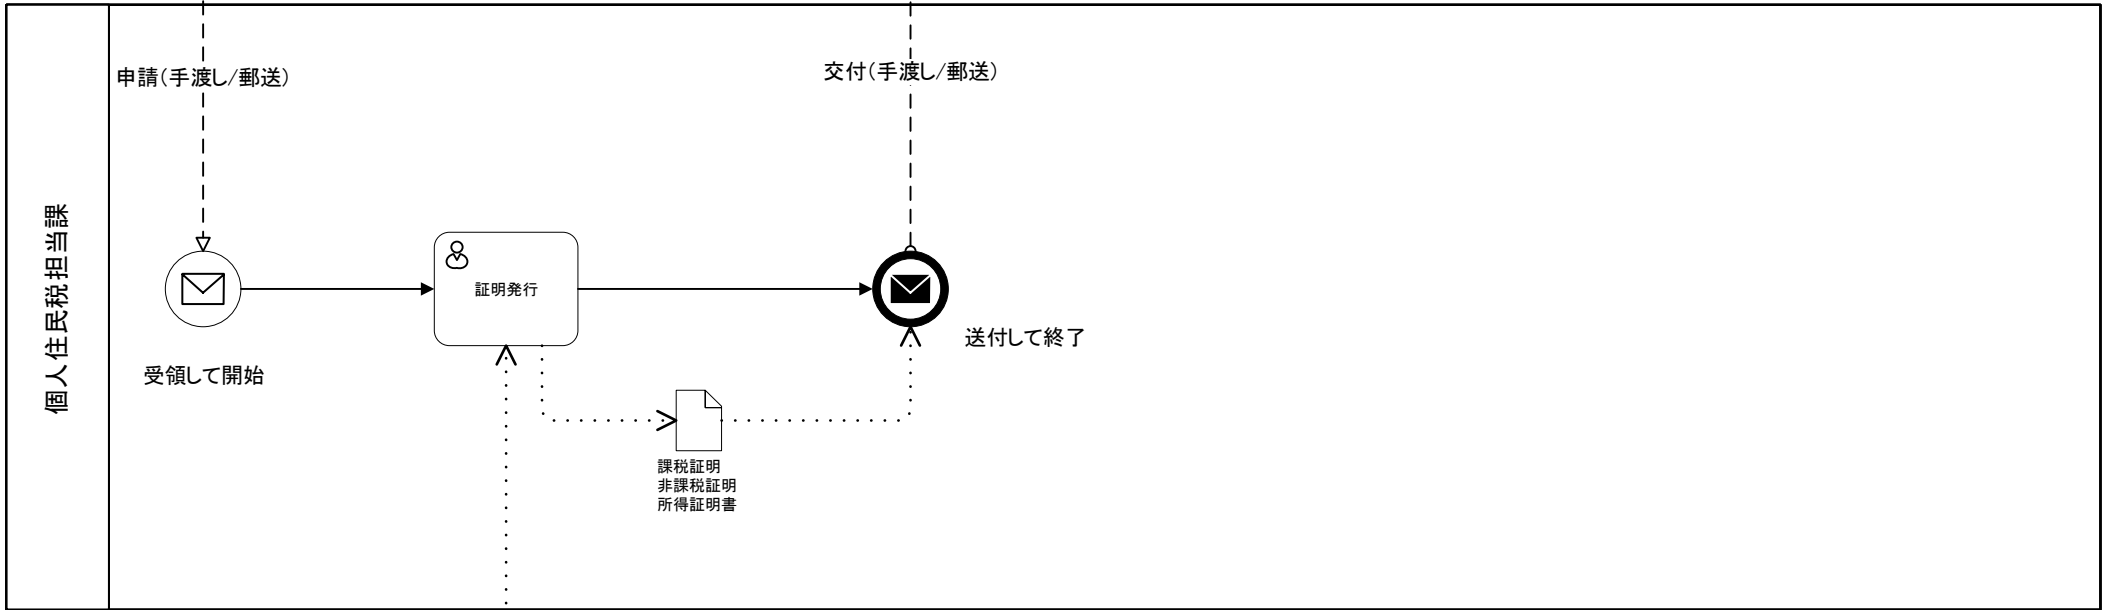 申請(手渡し/郵送)
交付(手渡し/郵送)
個人住民税担当課
証明発行
受領して開始
送付して終了
課税証明
非課税証明
所得証明書